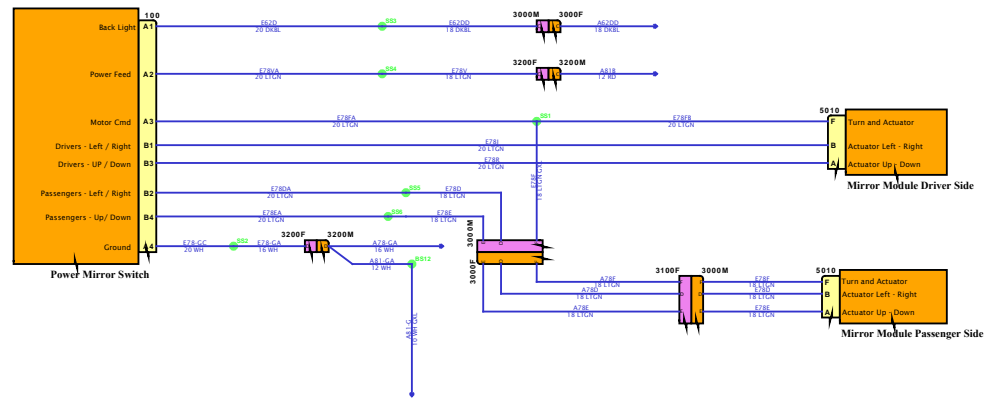 100
Back Light A1 E62D 20 DKBL SS3 E62DD 18 DKBL 3000M 3000F A62DD 18 DKBL
Power Feed A2 E78VA 20 LTGN SS4 E78V 18 LTGN 3200F 3200M A81B 12 RD
Motor Cmd A3 E78FA 20 LTGN SS1 E78FB 20 LTGN 5010 F Turn and Actuator
Drivers - Left / Right B1 E78J 20 LTGN B Actuator Left - Right
Drivers - UP / Down B3 E78R 20 LTGN A Actuator Up - Down
Mirror Module Driver Side
E78F
18 LTGN GXL
Passengers - Left / Right B2 E78DA 20 LTGN SS5 E78D 18 LTGN
Passengers - Up/ Down B4 E78EA 20 LTGN SS6 E78E 18 LTGN
Ground A4 E78-GC 20 WH SS2 E78-GA 16 WH 3200F 3200M A78-GA 16 WH
A81-GA 12 WH BS12
Power Mirror Switch
3000M
3000F
A81-G
10 WH GXL
A78F 18 LTGN 3100F 3000M E78F 18 LTGN 5010 F Turn and Actuator
A78D 18 LTGN D D E78D 18 LTGN B Actuator Left - Right
A78E 18 LTGN E E E78E 18 LTGN A Actuator Up - Down
Mirror Module Passenger Side